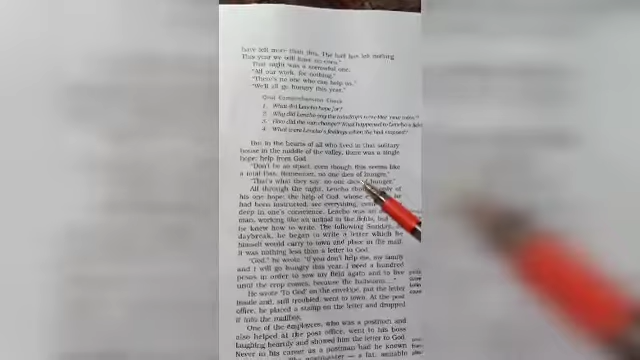 have left more than this. The hail has left nothing.
This year we will have no corn."
That night was a sorrowful one.
"All our work, for nothing."
"There's no one who can help us."
"We'll all go hungry this year."
Oral Comprehension Check
1. What did Lencho hope for?
2. Why did Lencho say the raindrops were like 'new coins'?
3. How did the rain change? What happened to Lencho's fields
4. What were Lencho's feelings when the hail stopped?
But in the hearts of all who lived in that solitary
house in the middle of the valley, there was a single
hope: help from God.
"Don't be so upset, even though this seems like
a total loss. Remember, no one dies of hunger."
"That's what they say: no one dies of hunger."
All through the night, Lencho only of
his one hope: the help of God, whose he
had been instructed, see everything,
deep in one's conscience. Lencho was an
man, working like an animal in the fields, but
he knew how to write. The following Sunday, a
daybreak, he began to write a letter which he
himself would carry to town and place in the mail.
It was nothing less than a letter to God.
"God," he wrote, "if you don't help me, my family
and I will go hungry this year. I need a hundred
pesos in order to sow my field again and to live
until the crop comes, because the hailstorm..."
He wrote 'To God' on the envelope, put the letter
inside and, still troubled, went to town. At the post
office, he placed a stamp on the letter and dropped
it into the mailbox.
One of the employees, who was a postman and
also helped at the post office, went to his boss
laughing heartily and showed him the letter to God.
Never in his career as a postman had he known
postmaster — a fat, amiable